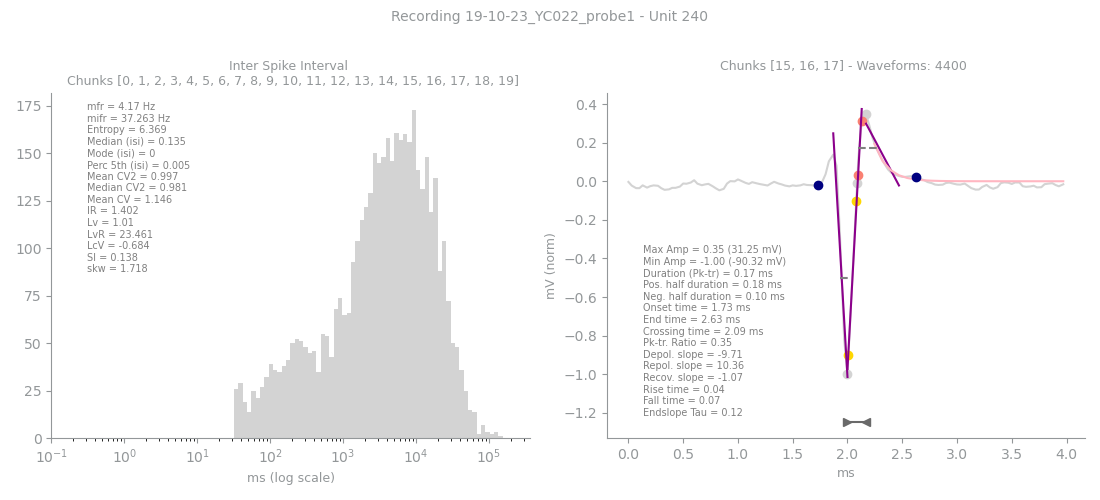 Recording 19-10-23_YC022_probe1 - Unit 240
Inter Spike Interval
Chunks [0, 1, 2, 3, 4, 5, 6, 7, 8, 9, 10, 11, 12, 13, 14, 15, 16, 17, 18, 19]
175
150
125
100
75
50
25
0
mfr = 4.17 Hz
mifr = 37.263 Hz
Entropy = 6.369
Median (isi) = 0.135
Mode (isi) = 0
Perc 5th (isi) = 0.005
Mean CV2 = 0.997
Median CV2 = 0.981
Mean CV = 1.146
IR = 1.402
Lv = 1.01
LvR = 23.461
LcV = -0.684
SI = 0.138
skw = 1.718
10⁻¹ 10⁰ 10¹ 10² 10³ 10⁴ 10⁵
ms (log scale)
Chunks [15, 16, 17] - Waveforms: 4400
mV (norm)
0.4
0.2
0.0
−0.2
−0.4
−0.6
−0.8
−1.0
−1.2
Max Amp = 0.35 (31.25 mV)
Min Amp = -1.00 (-90.32 mV)
Duration (Pk-tr) = 0.17 ms
Pos. half duration = 0.18 ms
Neg. half duration = 0.10 ms
Onset time = 1.73 ms
End time = 2.63 ms
Crossing time = 2.09 ms
Pk-tr. Ratio = 0.35
Depol. slope = -9.71
Repol. slope = 10.36
Recov. slope = -1.07
Rise time = 0.04
Fall time = 0.07
Endslope Tau = 0.12
0.0 0.5 1.0 1.5 2.0 2.5 3.0 3.5 4.0
ms